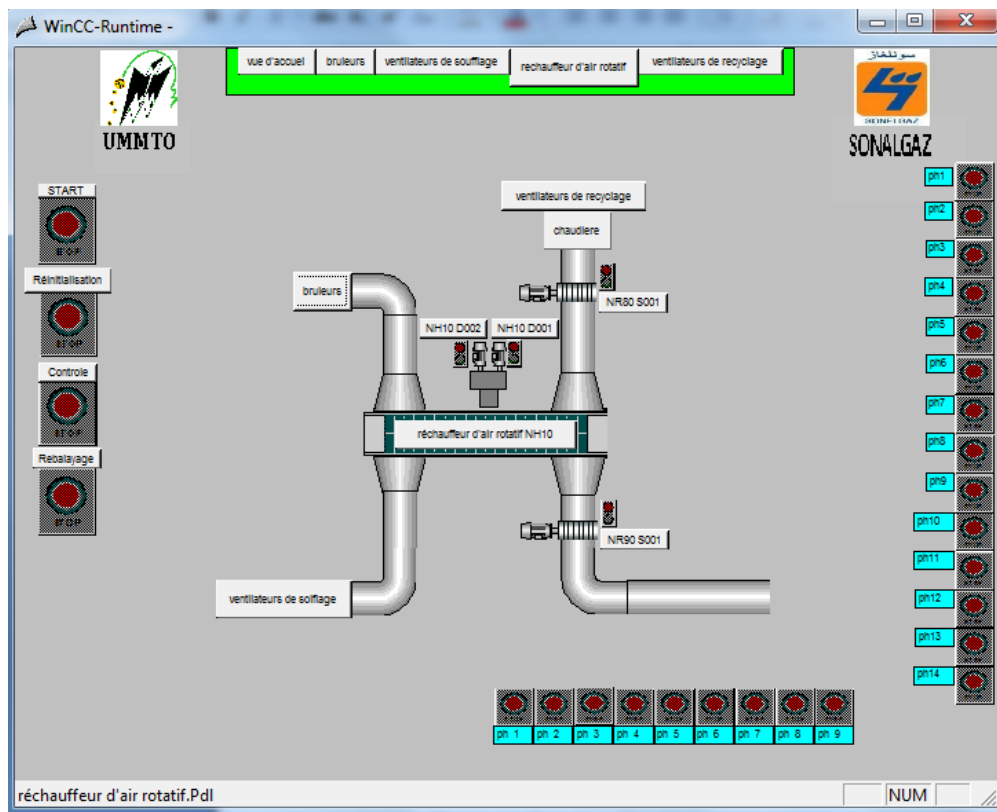 WinCC-Runtime -
vue d'accuel
bruleurs
ventilateurs de soufflage
rechauffeur d'air rotatif
ventilateurs de recyclage
UMMTO
سونلغاز
SONELGAZ
SONALGAZ
START
STOP
Réinitialisation
STOP
Controle
STOP
Rebalayage
STOP
ventilateurs de recyclage
chaudiere
bruleurs
NR80 S001
NH10 D002
NH10 D001
réchauffeur d'air rotatif NH10
NR90 S001
ventilateurs de solflage
ph1
ph2
ph3
ph4
ph5
ph6
ph7
ph8
ph9
ph10
ph11
ph12
ph13
ph14
ph 1
ph 2
ph 3
ph 4
ph 5
ph 6
ph 7
ph 8
ph 9
réchauffeur d'air rotatif.Pdl
NUM